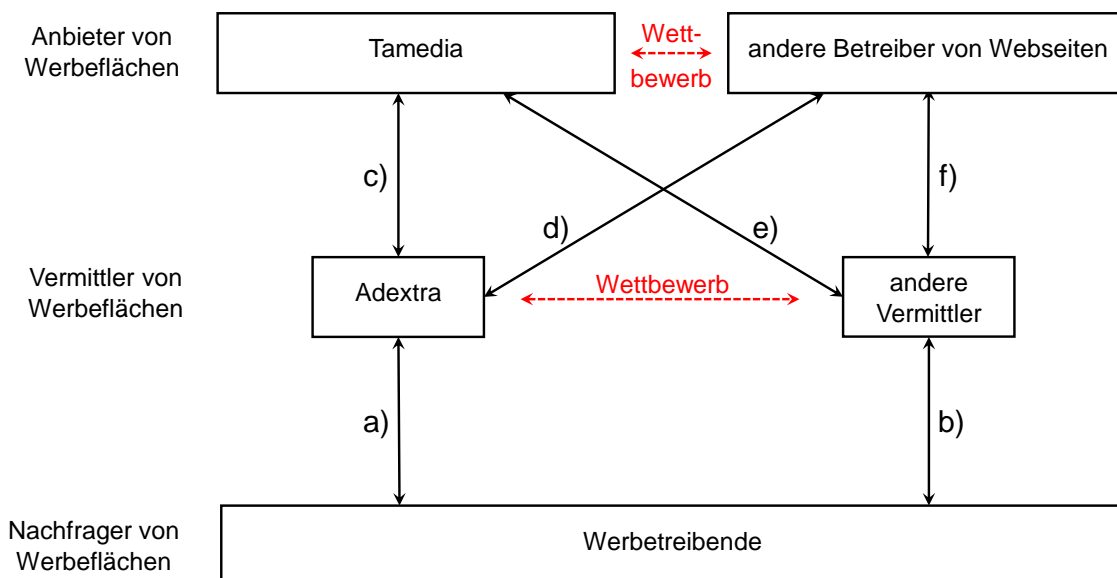 Anbieter von
Werbeflächen
Tamedia
Wett-
bewerb
andere Betreiber von Webseiten
c)
d)
e)
f)
Vermittler von
Werbeflächen
Adextra
Wettbewerb
andere
Vermittler
a)
b)
Nachfrager von
Werbeflächen
Werbetreibende